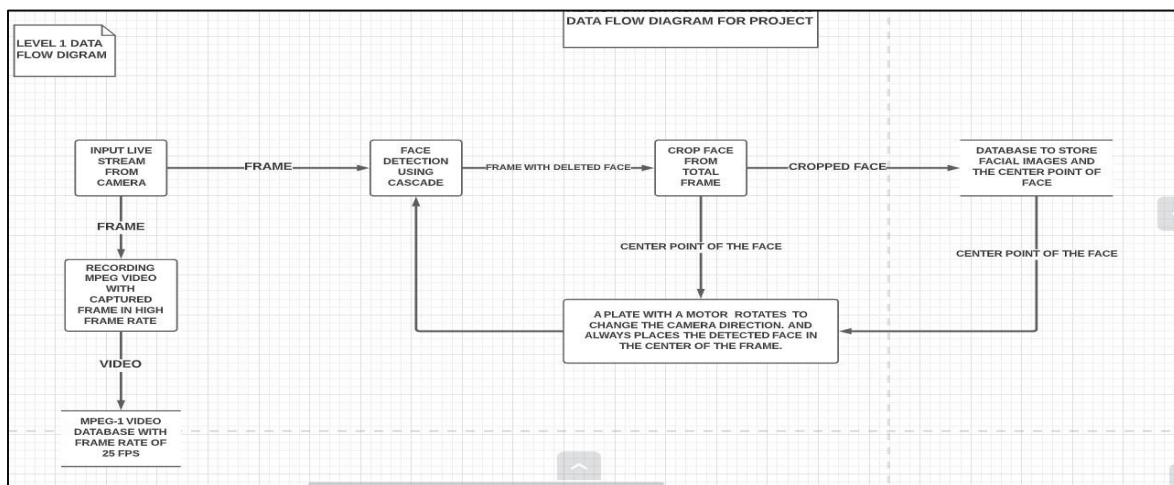 DATA FLOW DIAGRAM FOR PROJECT
LEVEL 1 DATA
FLOW DIGRAM
INPUT LIVE
STREAM
FROM
CAMERA
FRAME
FACE
DETECTION
USING
CASCADE
FRAME WITH DELETED FACE
CROP FACE
FROM
TOTAL
FRAME
CROPPED FACE
DATABASE TO STORE
FACIAL IMAGES AND
THE CENTER POINT OF
FACE
FRAME
CENTER POINT OF THE FACE
CENTER POINT OF THE FACE
RECORDING
MPEG VIDEO
WITH
CAPTURED
FRAME IN HIGH
FRAME RATE
A PLATE WITH A MOTOR ROTATES TO
CHANGE THE CAMERA DIRECTION. AND
ALWAYS PLACES THE DETECTED FACE IN
THE CENTER OF THE FRAME.
VIDEO
MPEG-1 VIDEO
DATABASE WITH
FRAME RATE OF
25 FPS